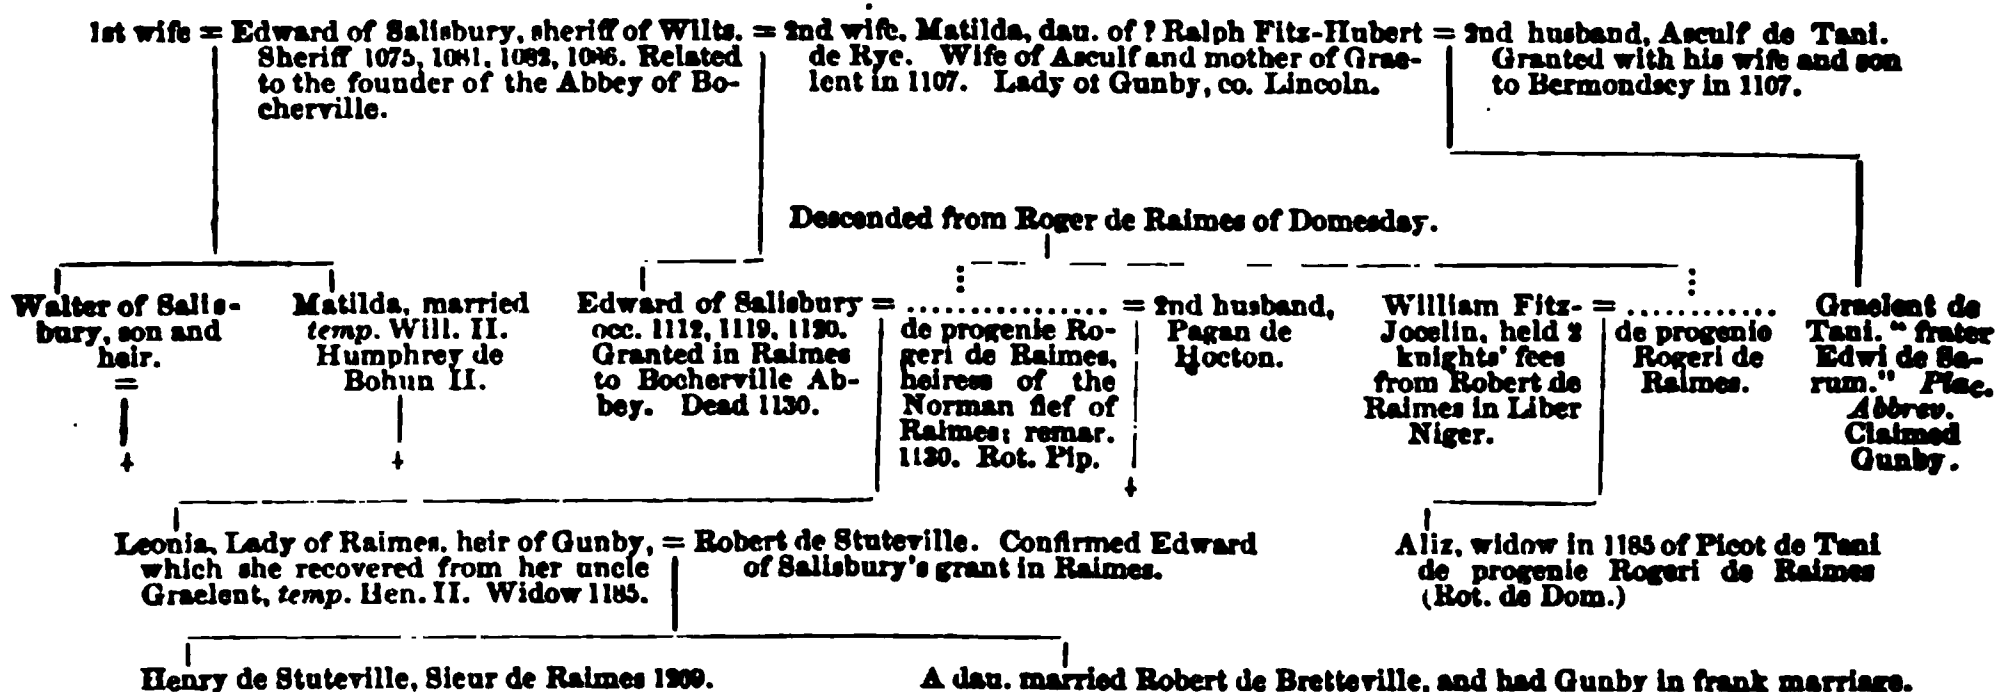 1st wife = Edward of Salisbury, sheriff of Wilts. = 2nd wife, Matilda, dau. of ? Ralph Fitz-Hubert = 2nd husband, Asculf de Tani.
Sheriff 1075, 1081, 1082, 1086. Related
to the founder of the Abbey of Bo-
cherville.
de Rye. Wife of Asculf and mother of Grae-
lent in 1107. Lady of Gunby, co. Lincoln.
Granted with his wife and son
to Bermondsey in 1107.
Descended from Roger de Raimes of Domesday.
Walter of Salis-
bury, son and
heir.
=
Matilda, married
temp. Will. II.
Humphrey de
Bohun II.
Edward of Salisbury =
occ. 1112, 1119, 1120.
Granted in Raimes
to Bocherville Ab-
bey. Dead 1130.
..............
de progenie Ro-
geri de Raimes,
heiress of the
Norman fief of
Raimes; remar.
1130. Rot. Pip.
= 2nd husband,
Pagan de
Hocton.
William Fitz- =
Jocelin, held 2
knights' fees
from Robert de
Raimes in Liber
Niger.
............
de progenie
Rogeri de
Raimes.
Graelent de
Tani. "frater
Edwi de Sa-
rum." Plac.
Abbrev.
Claimed
Gunby.
Leonia, Lady of Raimes, heir of Gunby, = Robert de Stuteville. Confirmed Edward
which she recovered from her uncle
Graelent, temp. Hen. II. Widow 1185.
of Salisbury's grant in Raimes.
Aliz, widow in 1185 of Picot de Tani
de progenie Rogeri de Raimes
(Rot. de Dom.)
Henry de Stuteville, Sieur de Raimes 1209.
A dau. married Robert de Bretteville, and had Gunby in frank marriage.